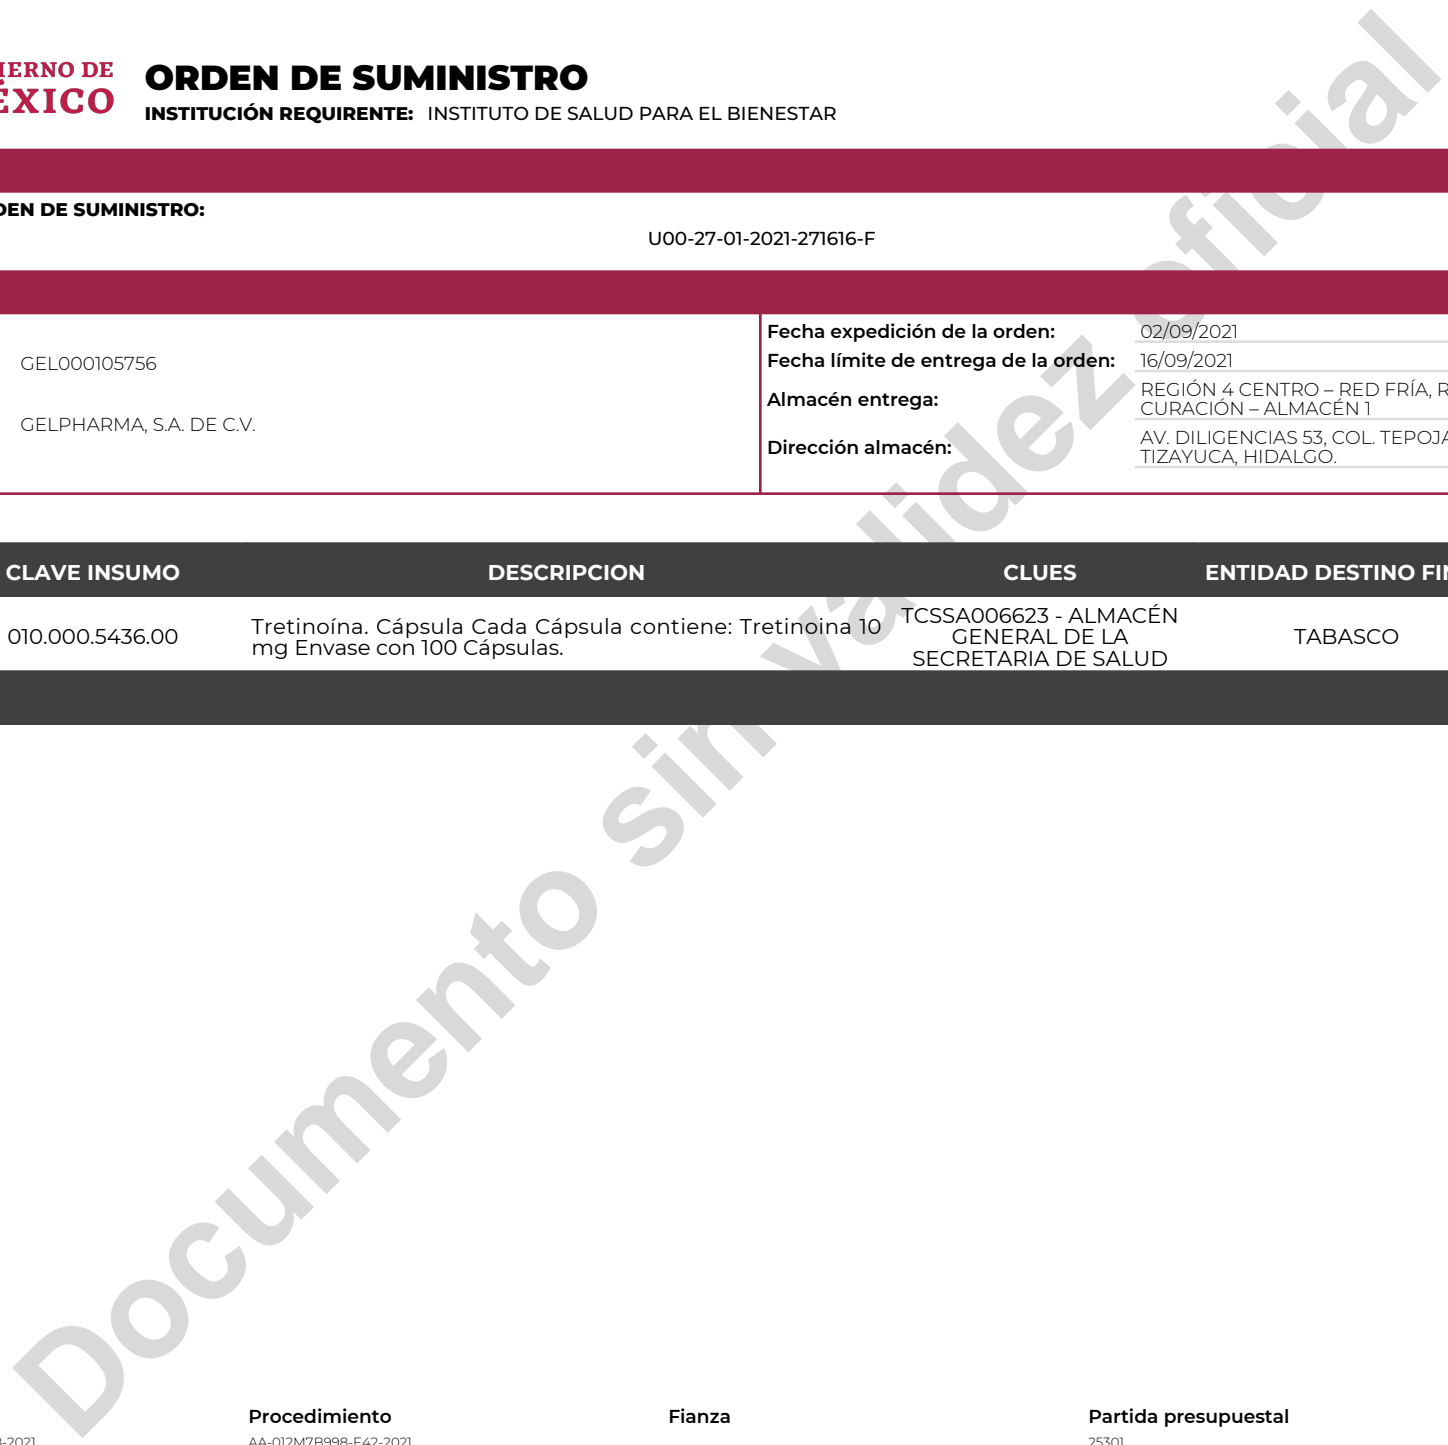 IERNO DE
ÉXICO
ORDEN DE SUMINISTRO
INSTITUCIÓN REQUIRENTE: INSTITUTO DE SALUD PARA EL BIENESTAR
DEN DE SUMINISTRO:
U00-27-01-2021-271616-F
GEL000105756
GELPHARMA, S.A. DE C.V.
Fecha expedición de la orden: 02/09/2021
Fecha límite de entrega de la orden: 16/09/2021
Almacén entrega: REGIÓN 4 CENTRO – RED FRÍA, R
CURACIÓN – ALMACÉN 1
Dirección almacén: AV. DILIGENCIAS 53, COL. TEPOJA
TIZAYUCA, HIDALGO.
CLAVE INSUMO DESCRIPCION CLUES ENTIDAD DESTINO FIN
010.000.5436.00
Tretinoína. Cápsula Cada Cápsula contiene: Tretinoina 10
mg Envase con 100 Cápsulas.
TCSSA006623 - ALMACÉN
GENERAL DE LA
SECRETARIA DE SALUD
TABASCO
Documento sin validez oficial
Procedimiento Fianza Partida presupuestal
-2021 AA-012M7B998-E42-2021 25301